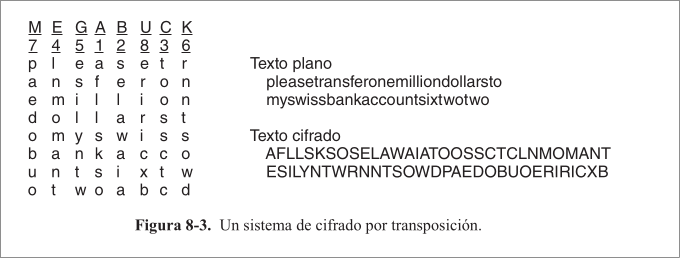 M E G A B U C K
7 4 5 1 2 8 3 6
p l e a s e t r
a n s f e r o n
e m i l l i o n
d o l l a r s t
o m y s w i s s
b a n k a c c o
u n t s i x t w
o t w o a b c d
Texto plano
pleasetransferonemilliondollarsto
myswissbankaccountsixtwotwo
Texto cifrado
AFLLSKSOSELAWAIATOOSSCTCLNMOMANT
ESILYNTWRNNTSOWDPAEDOBUOERIRICXB
Figura 8-3. Un sistema de cifrado por transposición.